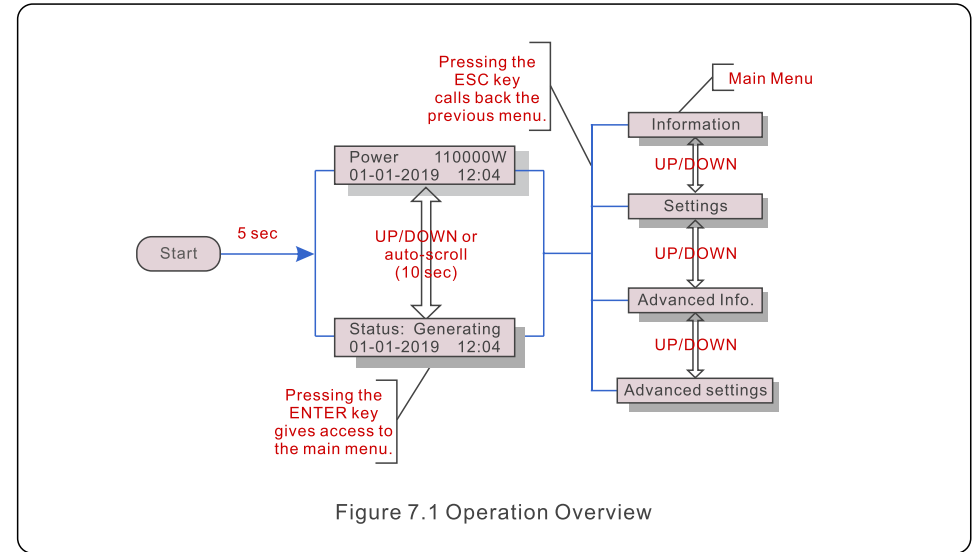 Pressing the
ESC key
calls back the
previous menu.
Main Menu
Information
UP/DOWN
Settings
UP/DOWN
Advanced Info.
UP/DOWN
Advanced settings
Power 110000W
01-01-2019 12:04
Start
5 sec
UP/DOWN or
auto-scroll
(10 sec)
Status: Generating
01-01-2019 12:04
Pressing the
ENTER key
gives access to
the main menu.
Figure 7.1 Operation Overview